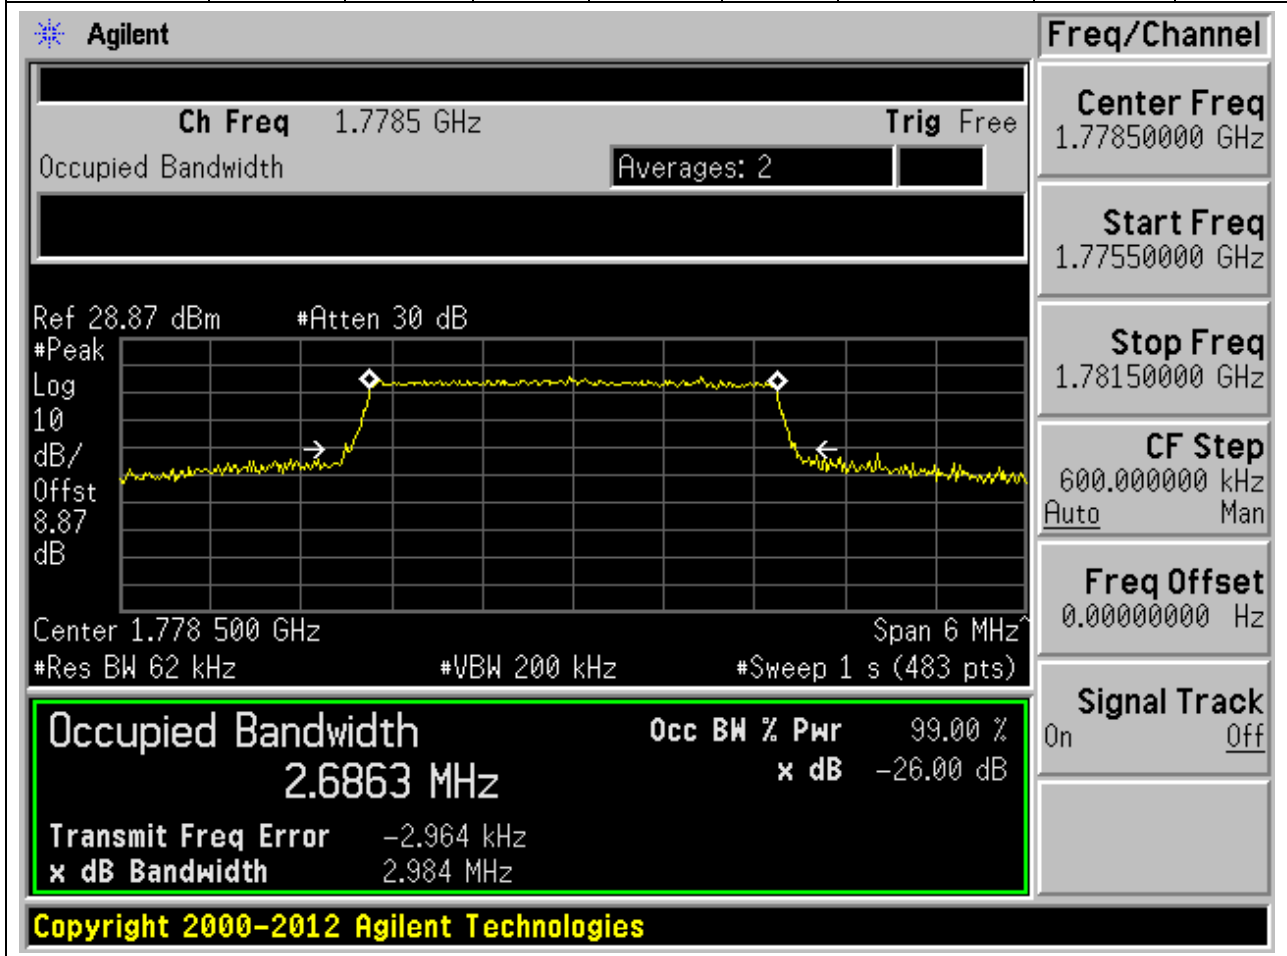 Agilent
Freq/Channel
Ch Freq 1.7785 GHz Trig Free
Occupied Bandwidth Averages: 2
Center Freq
1.77850000 GHz
Start Freq
1.77550000 GHz
Stop Freq
1.78150000 GHz
CF Step
600.000000 kHz
Auto Man
Freq Offset
0.00000000 Hz
Signal Track
On Off
Ref 28.87 dBm #Atten 30 dB
#Peak
Log
10
dB/
Offst
8.87
dB
Center 1.778 500 GHz Span 6 MHz^
#Res BW 62 kHz #VBW 200 kHz #Sweep 1 s (483 pts)
Occupied Bandwidth
2.6863 MHz
Occ BW % Pwr 99.00 %
x dB -26.00 dB
Transmit Freq Error -2.964 kHz
x dB Bandwidth 2.984 MHz
Copyright 2000-2012 Agilent Technologies